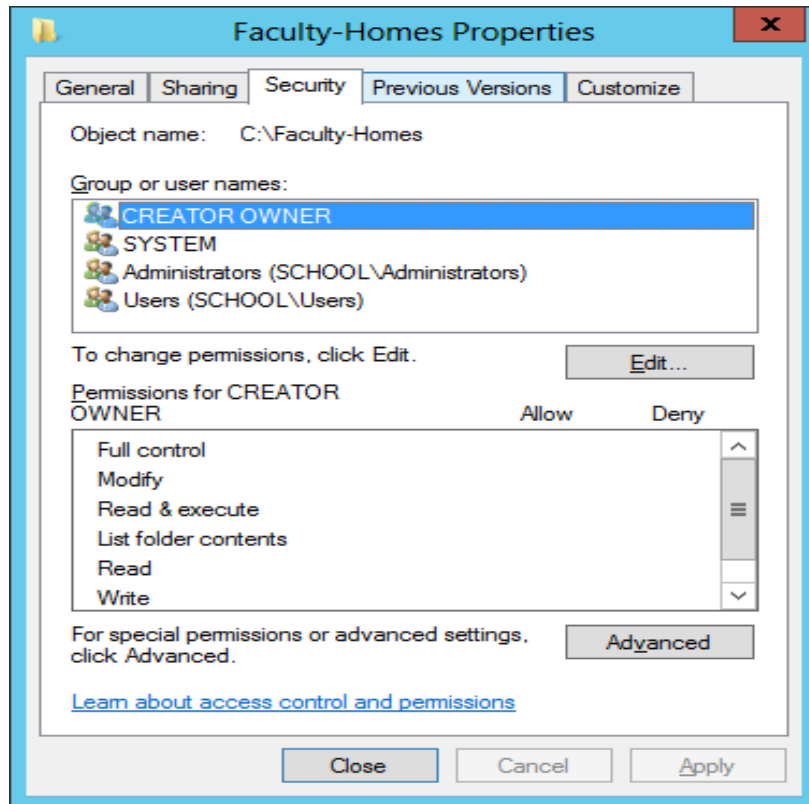 Faculty-Homes Properties
x
General Sharing Security Previous Versions Customize
Object name: C:\Faculty-Homes
Group or user names:
CREATOR OWNER
SYSTEM
Administrators (SCHOOL\Administrators)
Users (SCHOOL\Users)
To change permissions, click Edit.
Edit...
Permissions for CREATOR
OWNER Allow Deny
Full control
Modify
Read & execute
List folder contents
Read
Write
For special permissions or advanced settings,
click Advanced.
Advanced
Learn about access control and permissions
Close Cancel Apply